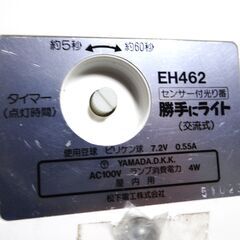 約5秒 約60秒
EH462
センサー付光り番
タイマー
(点灯時間)
勝手にライト
(交流式)
使用豆球 ピリケン球 7.2V 0.55A
YAMADA.D.K.K.
AC100V ランプ消費電力 4W
屋内用
松下電工株式会社